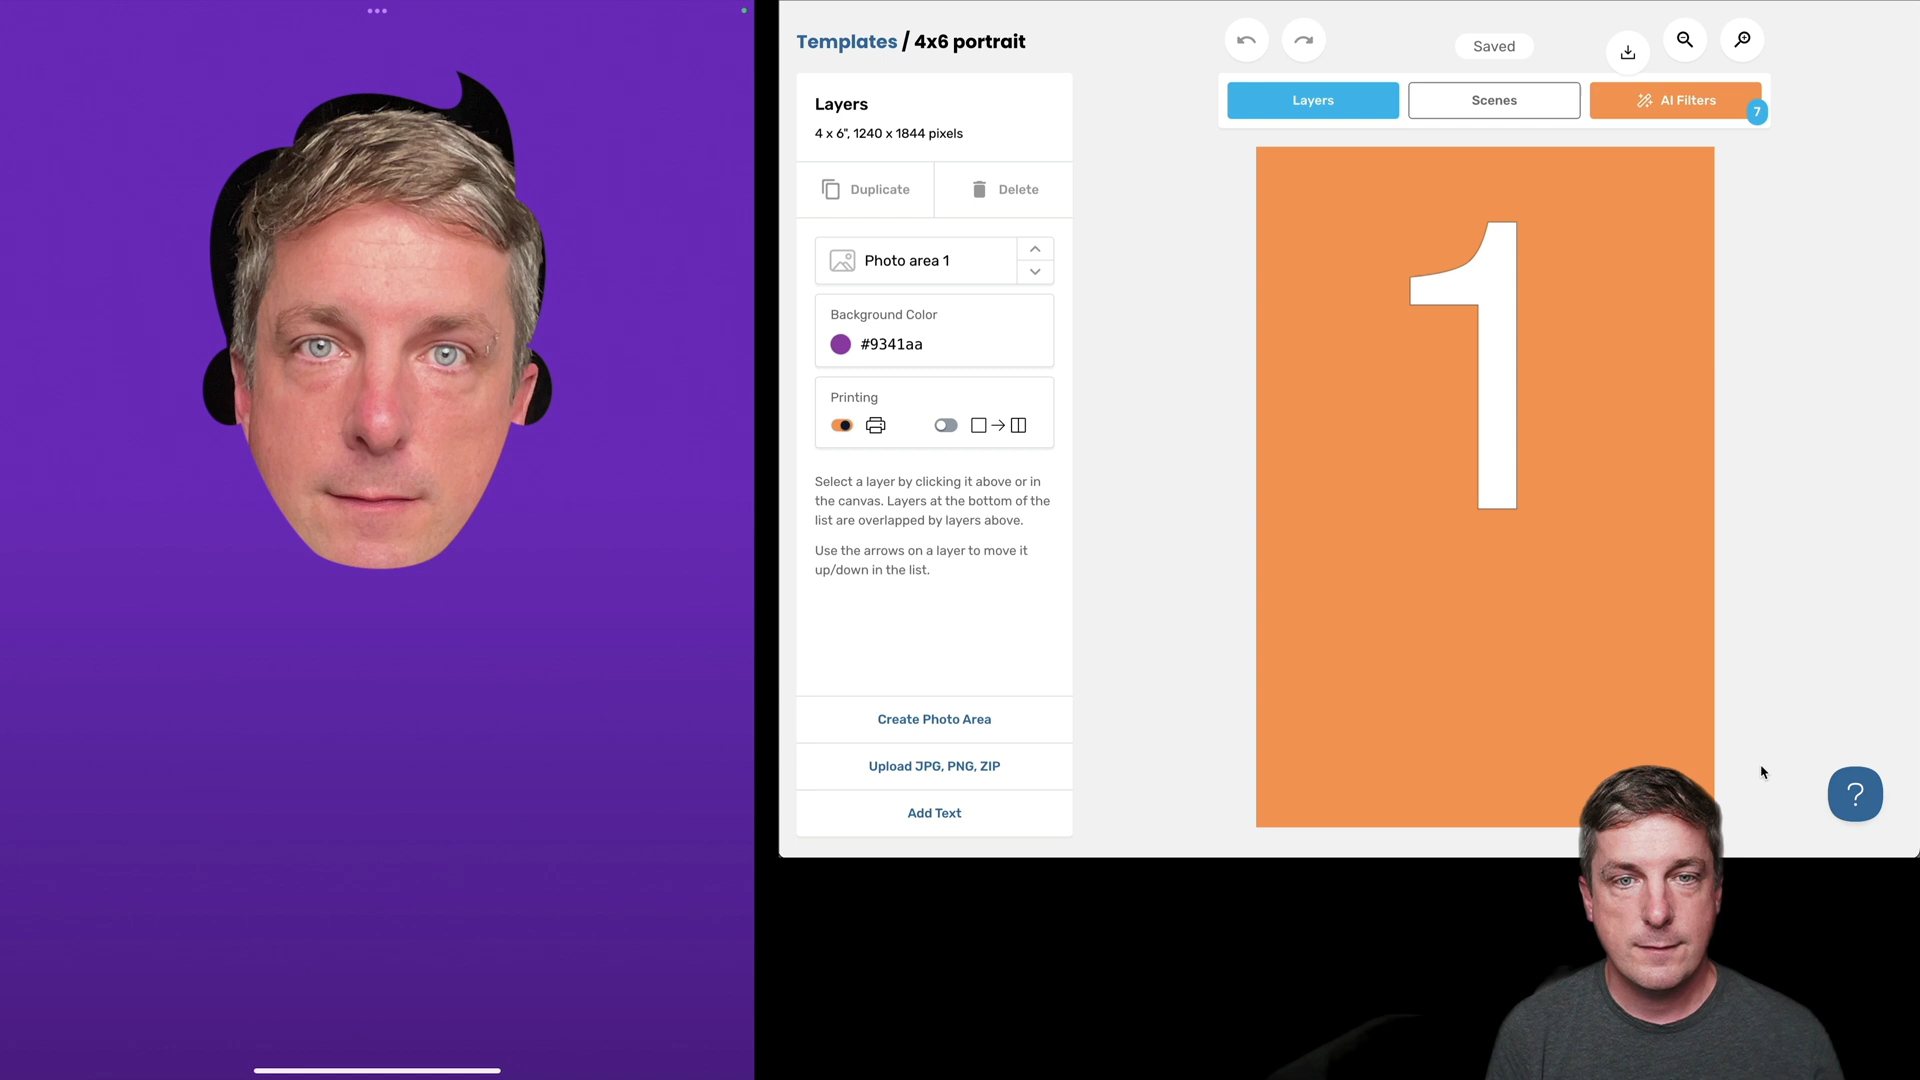 Templates / 4x6 portrait
Saved
Layers
Scenes
AI Filters
7
Layers
4 x 6", 1240 x 1844 pixels
Duplicate
Delete
Photo area 1
Background Color
#9341aa
Printing
Select a layer by clicking it above or in
the canvas. Layers at the bottom of the
list are overlapped by layers above.
Use the arrows on a layer to move it
up/down in the list.
Create Photo Area
Upload JPG, PNG, ZIP
Add Text
1
?